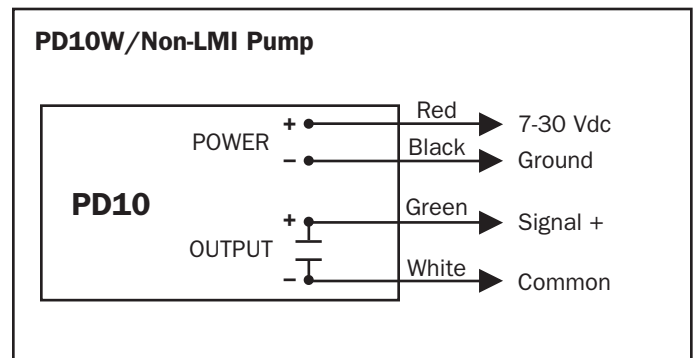 PD10W/Non-LMI Pump
PD10
POWER
+
–
Red
7-30 Vdc
Black
Ground
OUTPUT
+
–
Green
Signal +
White
Common